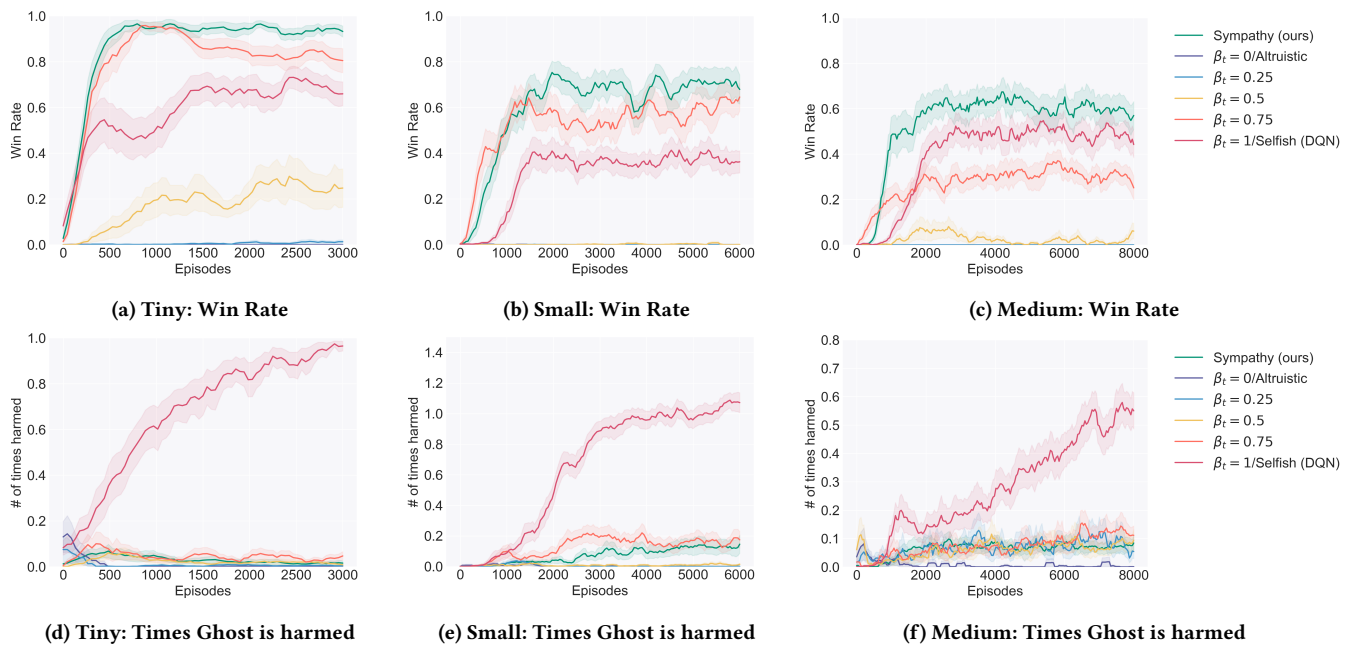 1.0
0.8
0.6
0.4
0.2
0.0
Win Rate
0 500 1000 1500 2000 2500 3000
Episodes
(a) Tiny: Win Rate
1.0
0.8
0.6
0.4
0.2
0.0
Win Rate
0 1000 2000 3000 4000 5000 6000
Episodes
(b) Small: Win Rate
1.0
0.8
0.6
0.4
0.2
0.0
Win Rate
0 2000 4000 6000 8000
Episodes
(c) Medium: Win Rate
Sympathy (ours)
βt = 0/Altruistic
βt = 0.25
βt = 0.5
βt = 0.75
βt = 1/Selfish (DQN)
1.0
0.8
0.6
0.4
0.2
0.0
# of times harmed
0 500 1000 1500 2000 2500 3000
Episodes
(d) Tiny: Times Ghost is harmed
1.4
1.2
1.0
0.8
0.6
0.4
0.2
0.0
# of times harmed
0 1000 2000 3000 4000 5000 6000
Episodes
(e) Small: Times Ghost is harmed
0.8
0.7
0.6
0.5
0.4
0.3
0.2
0.1
0.0
# of times harmed
0 2000 4000 6000 8000
Episodes
(f) Medium: Times Ghost is harmed
Sympathy (ours)
βt = 0/Altruistic
βt = 0.25
βt = 0.5
βt = 0.75
βt = 1/Selfish (DQN)